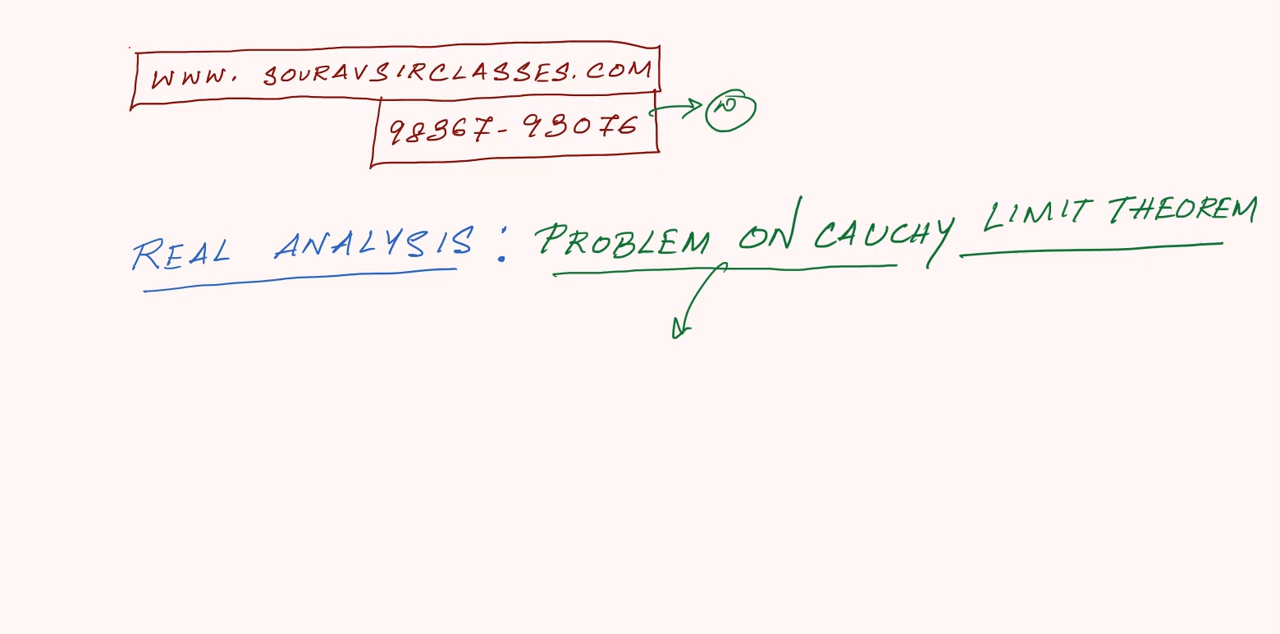 WWW. SOURAVSIRCLASSES.COM
98367-93076
REAL ANALYSIS : PROBLEM ON CAUCHY LIMIT THEOREM